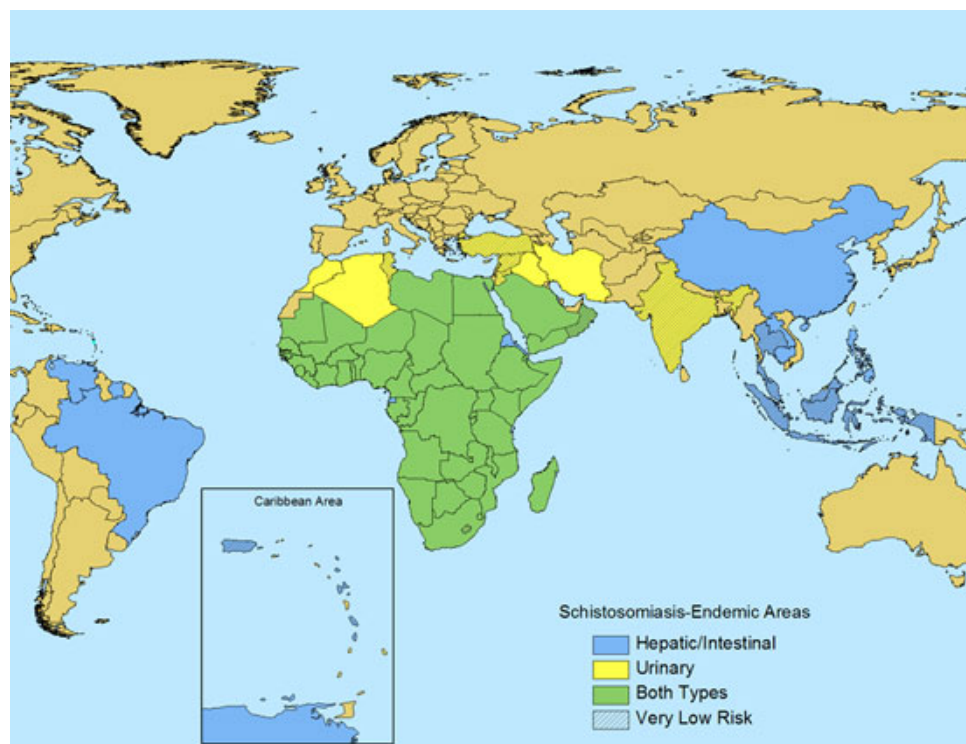 Caribbean Area
Schistosomiasis-Endemic Areas
Hepatic/Intestinal
Urinary
Both Types
Very Low Risk